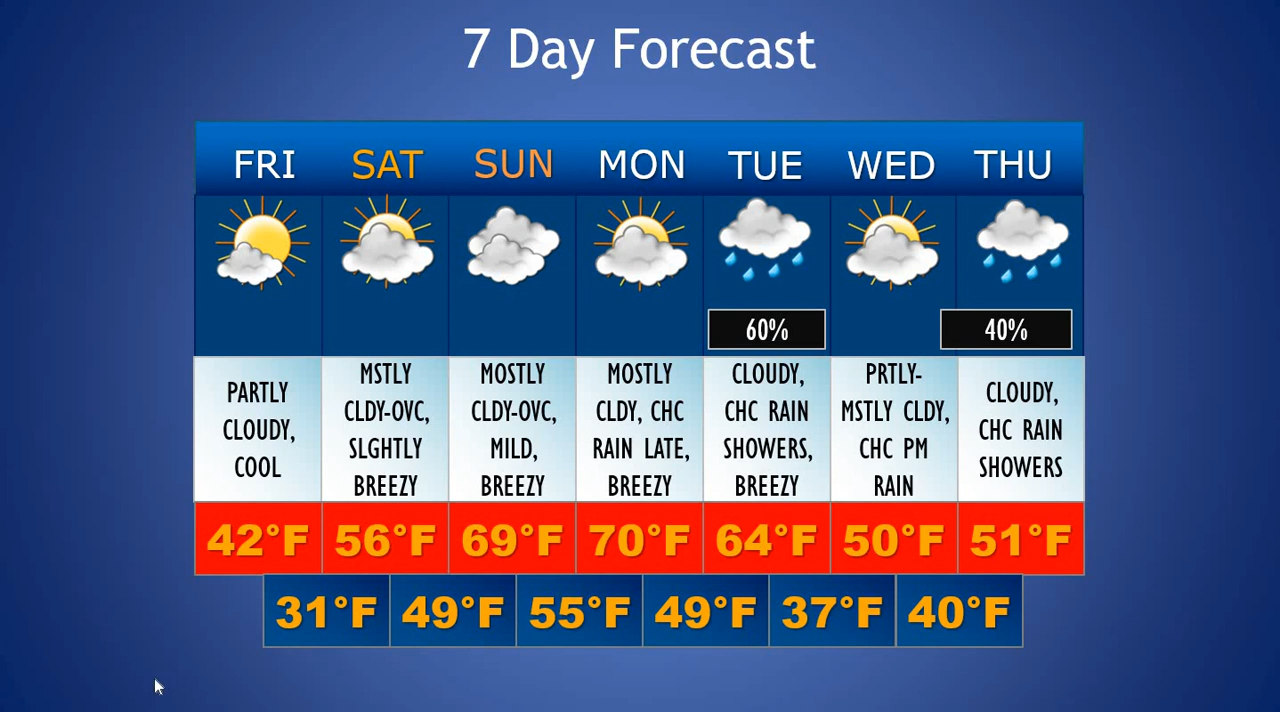 7 Day Forecast
FRI SAT SUN MON TUE WED THU
60% 40%
PARTLY
CLOUDY,
COOL
MSTLY
CLDY-OVC,
SLGHTLY
BREEZY
MOSTLY
CLDY-OVC,
MILD,
BREEZY
MOSTLY
CLDY, CHC
RAIN LATE,
BREEZY
CLOUDY,
CHC RAIN
SHOWERS,
BREEZY
PRTLY-
MSTLY CLDY,
CHC PM
RAIN
CLOUDY,
CHC RAIN
SHOWERS
42°F 56°F 69°F 70°F 64°F 50°F 51°F
31°F 49°F 55°F 49°F 37°F 40°F